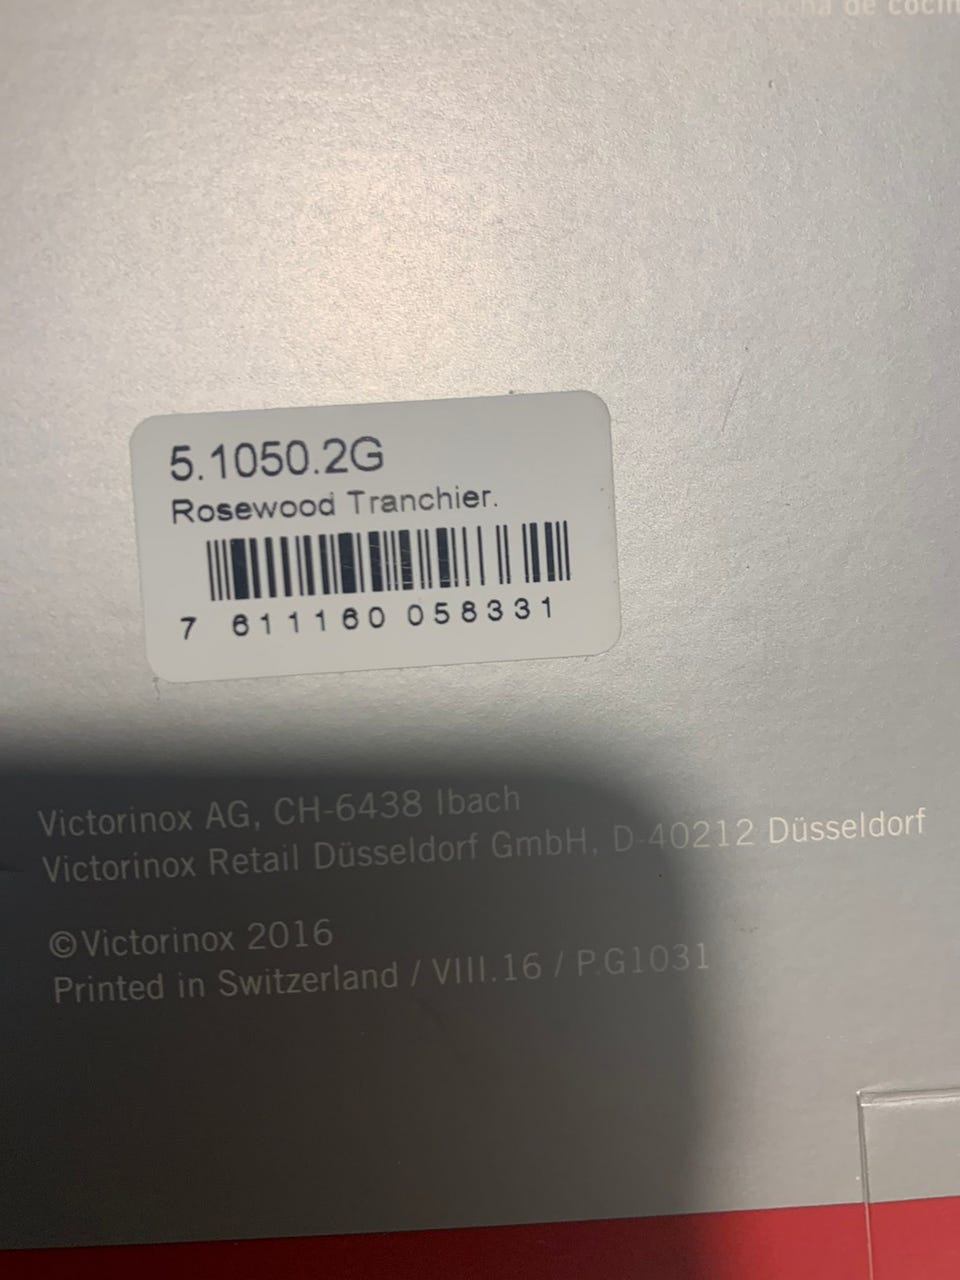 de
5.1050.2G
Rosewood Tranchier.
7 611160 058331
Victorinox AG, CH-6438 Ibach
Victorinox Retail Düsseldorf GmbH, D-40212 Düsseldorf
©Victorinox 2016
Printed in Switzerland / VIII.16 / P.G1031